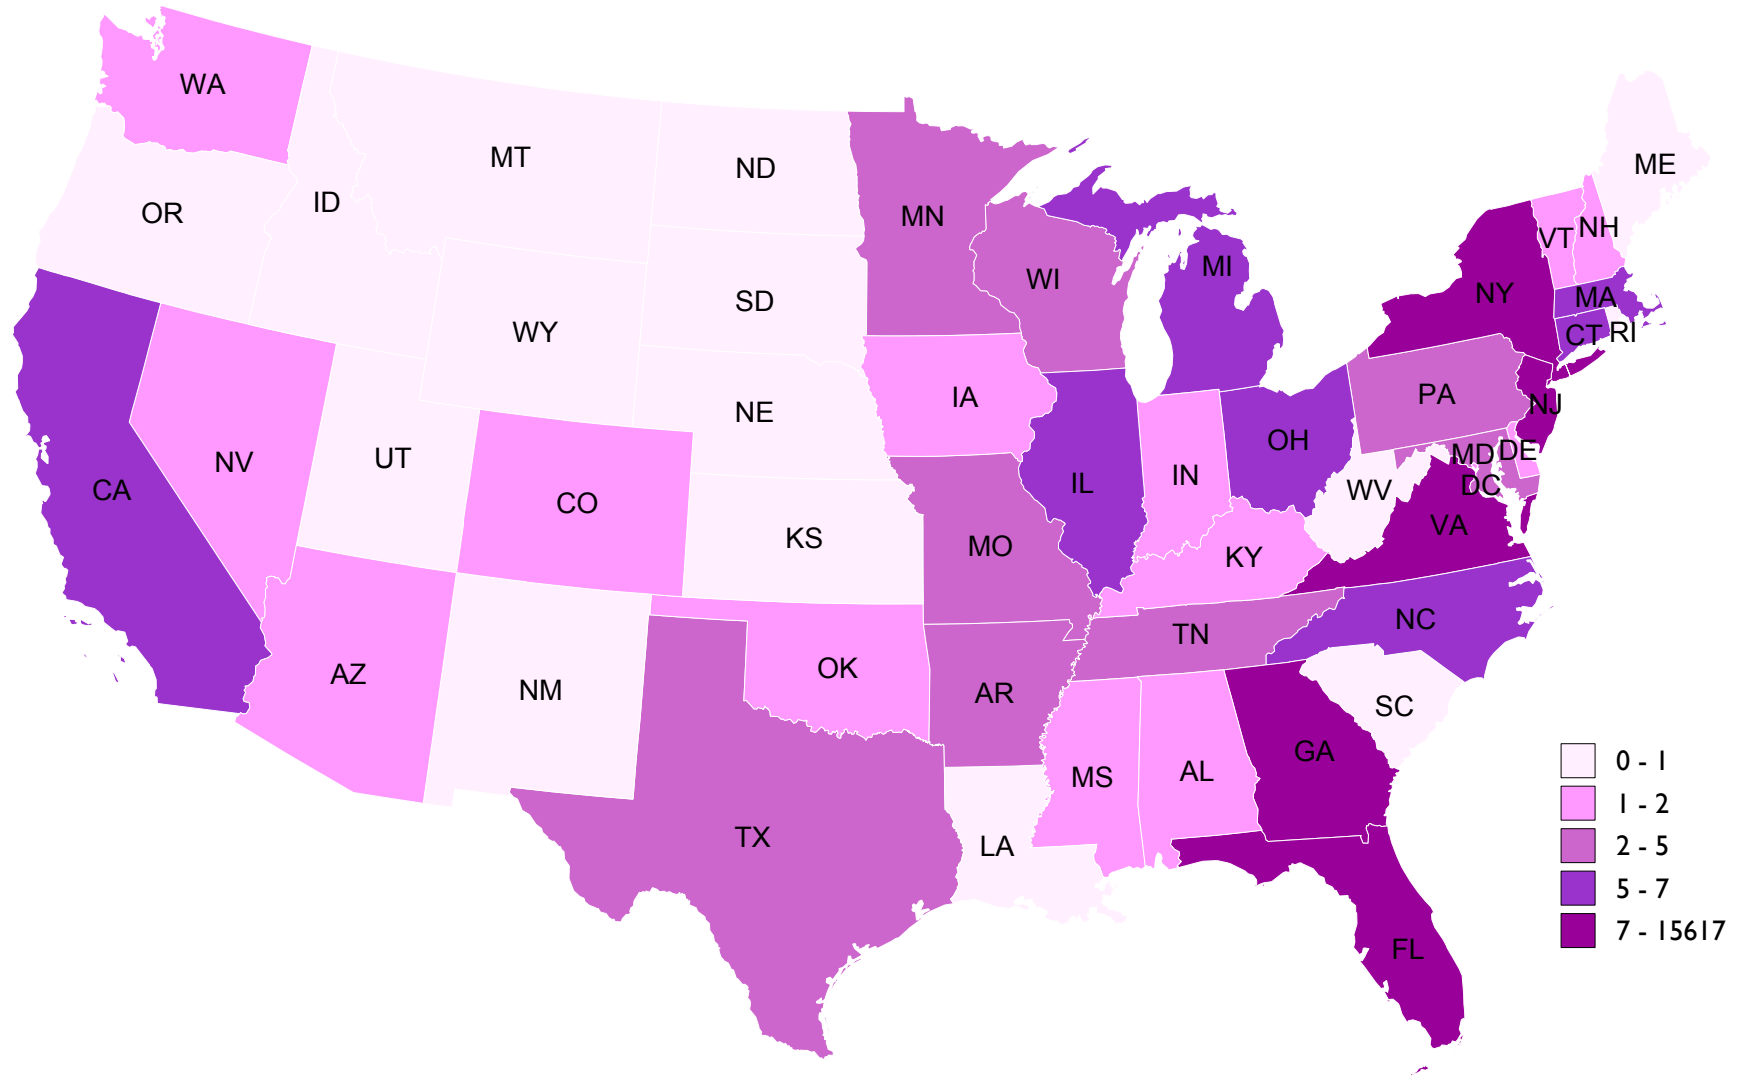 WA
MT
ND
ME
OR
ID
MN
VT
NH
WI
MI
NY
MA
SD
WY
CT
RI
IA
PA
NE
NJ
OH
UT
NV
MD
DE
CA
CO
IL
IN
WV
DC
VA
KS
MO
KY
NC
TN
AZ
NM
OK
AR
SC
GA
MS
AL
TX
LA
FL
0 - 1
1 - 2
2 - 5
5 - 7
7 - 15617